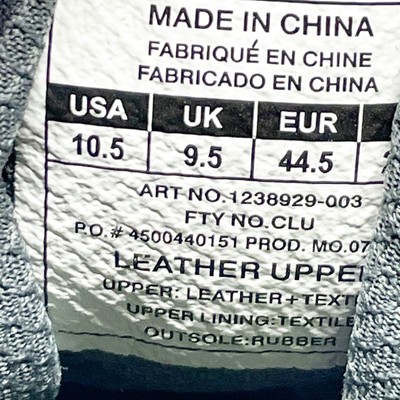 MADE IN CHINA
FABRIQUÉ EN CHINE
FABRICADO EN CHINA
USA UK EUR
10.5 9.5 44.5
ART NO.1238929-003
FTY NO.CLU
P.O.# 4500440151 PROD. MO.07
LEATHER UPPE
UPPER: LEATHER+TEXTI
UPPER LINING:TEXTILE
OUTSOLE:RUBBER